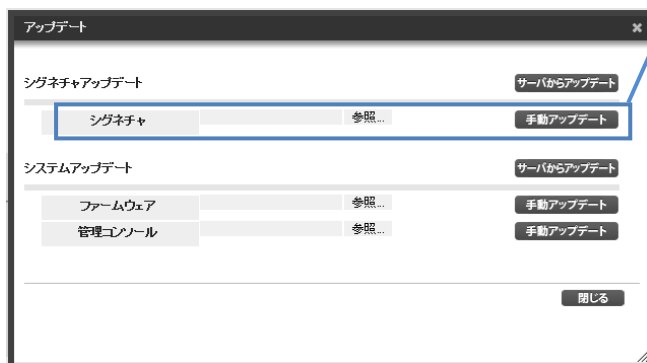 アップデート ×
シグネチャアップデート サーバからアップデート
シグネチャ 参照... 手動アップデート
システムアップデート サーバからアップデート
ファームウェア 参照... 手動アップデート
管理コンソール 参照... 手動アップデート
閉じる